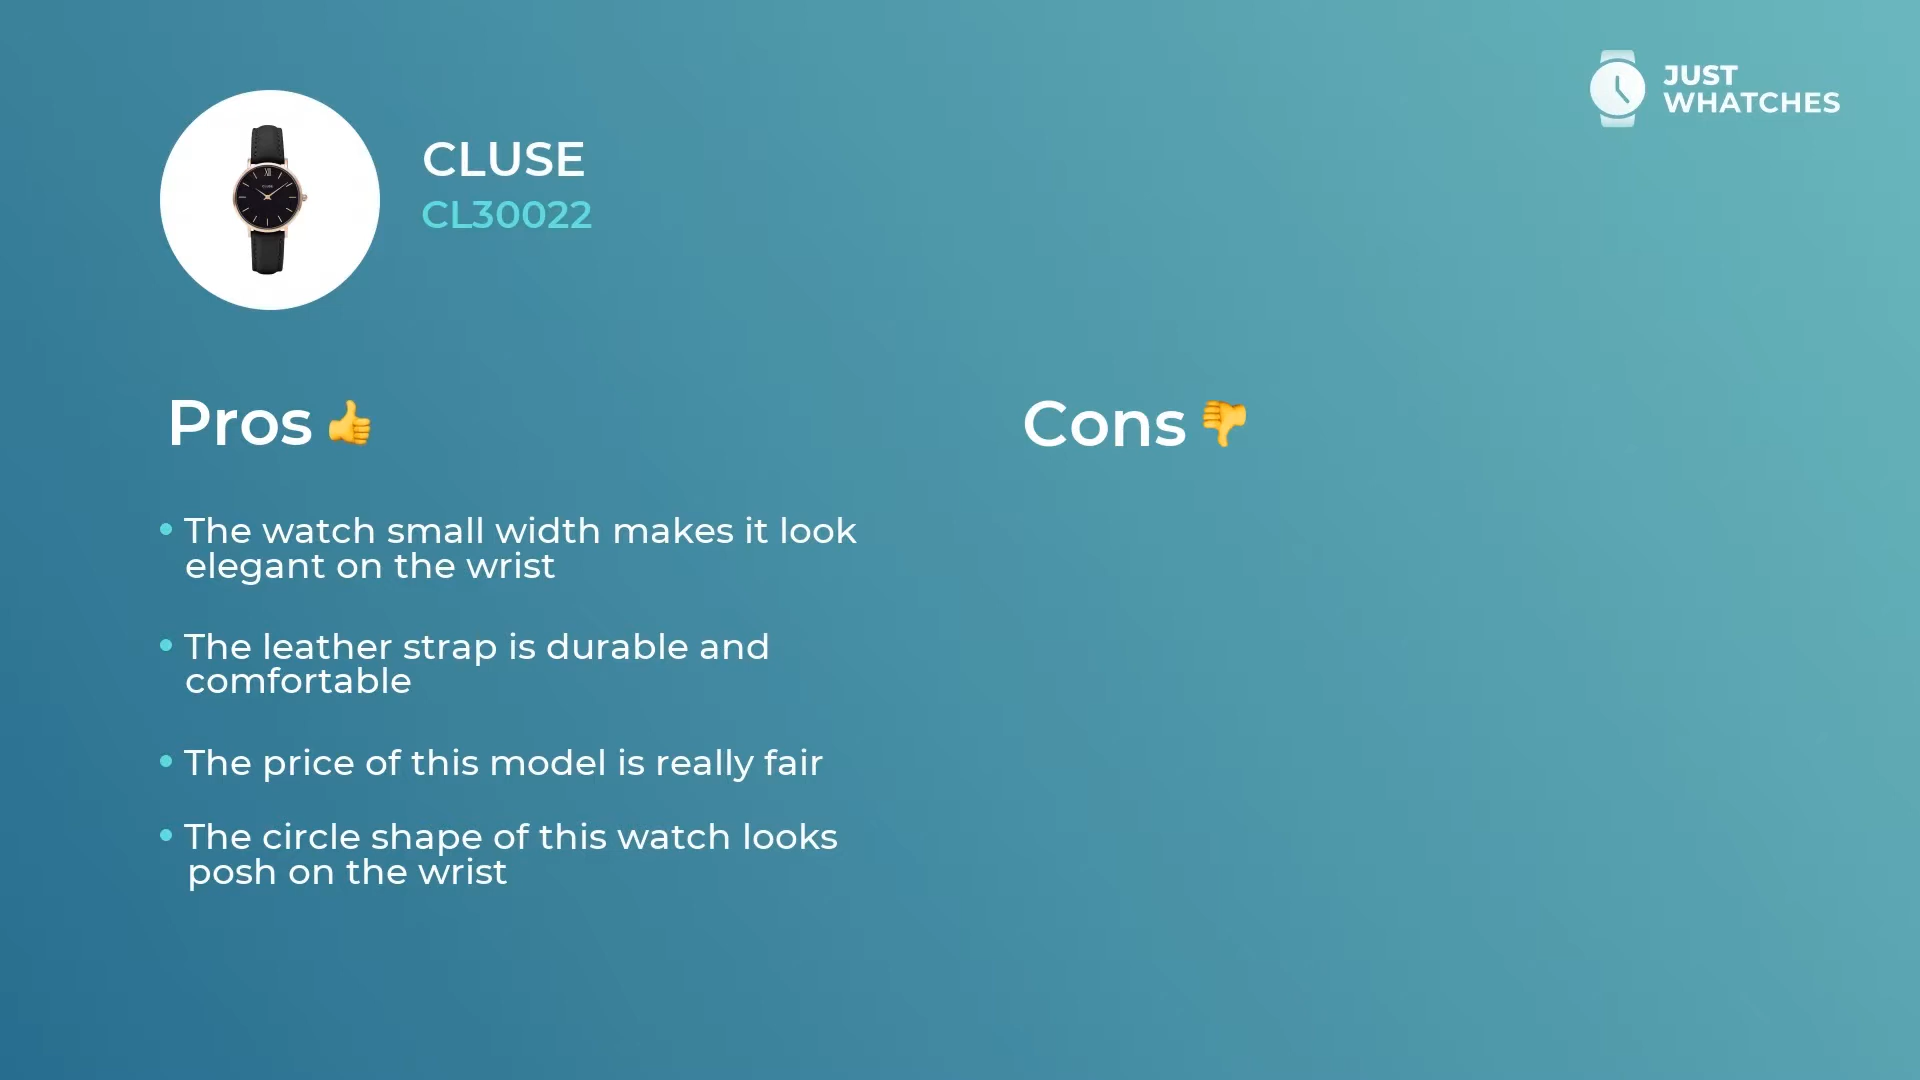 JUST
WHATCHES
CLUSE
CL30022
Pros 👍
• The watch small width makes it look
elegant on the wrist
• The leather strap is durable and
comfortable
• The price of this model is really fair
• The circle shape of this watch looks
posh on the wrist
Cons 👎